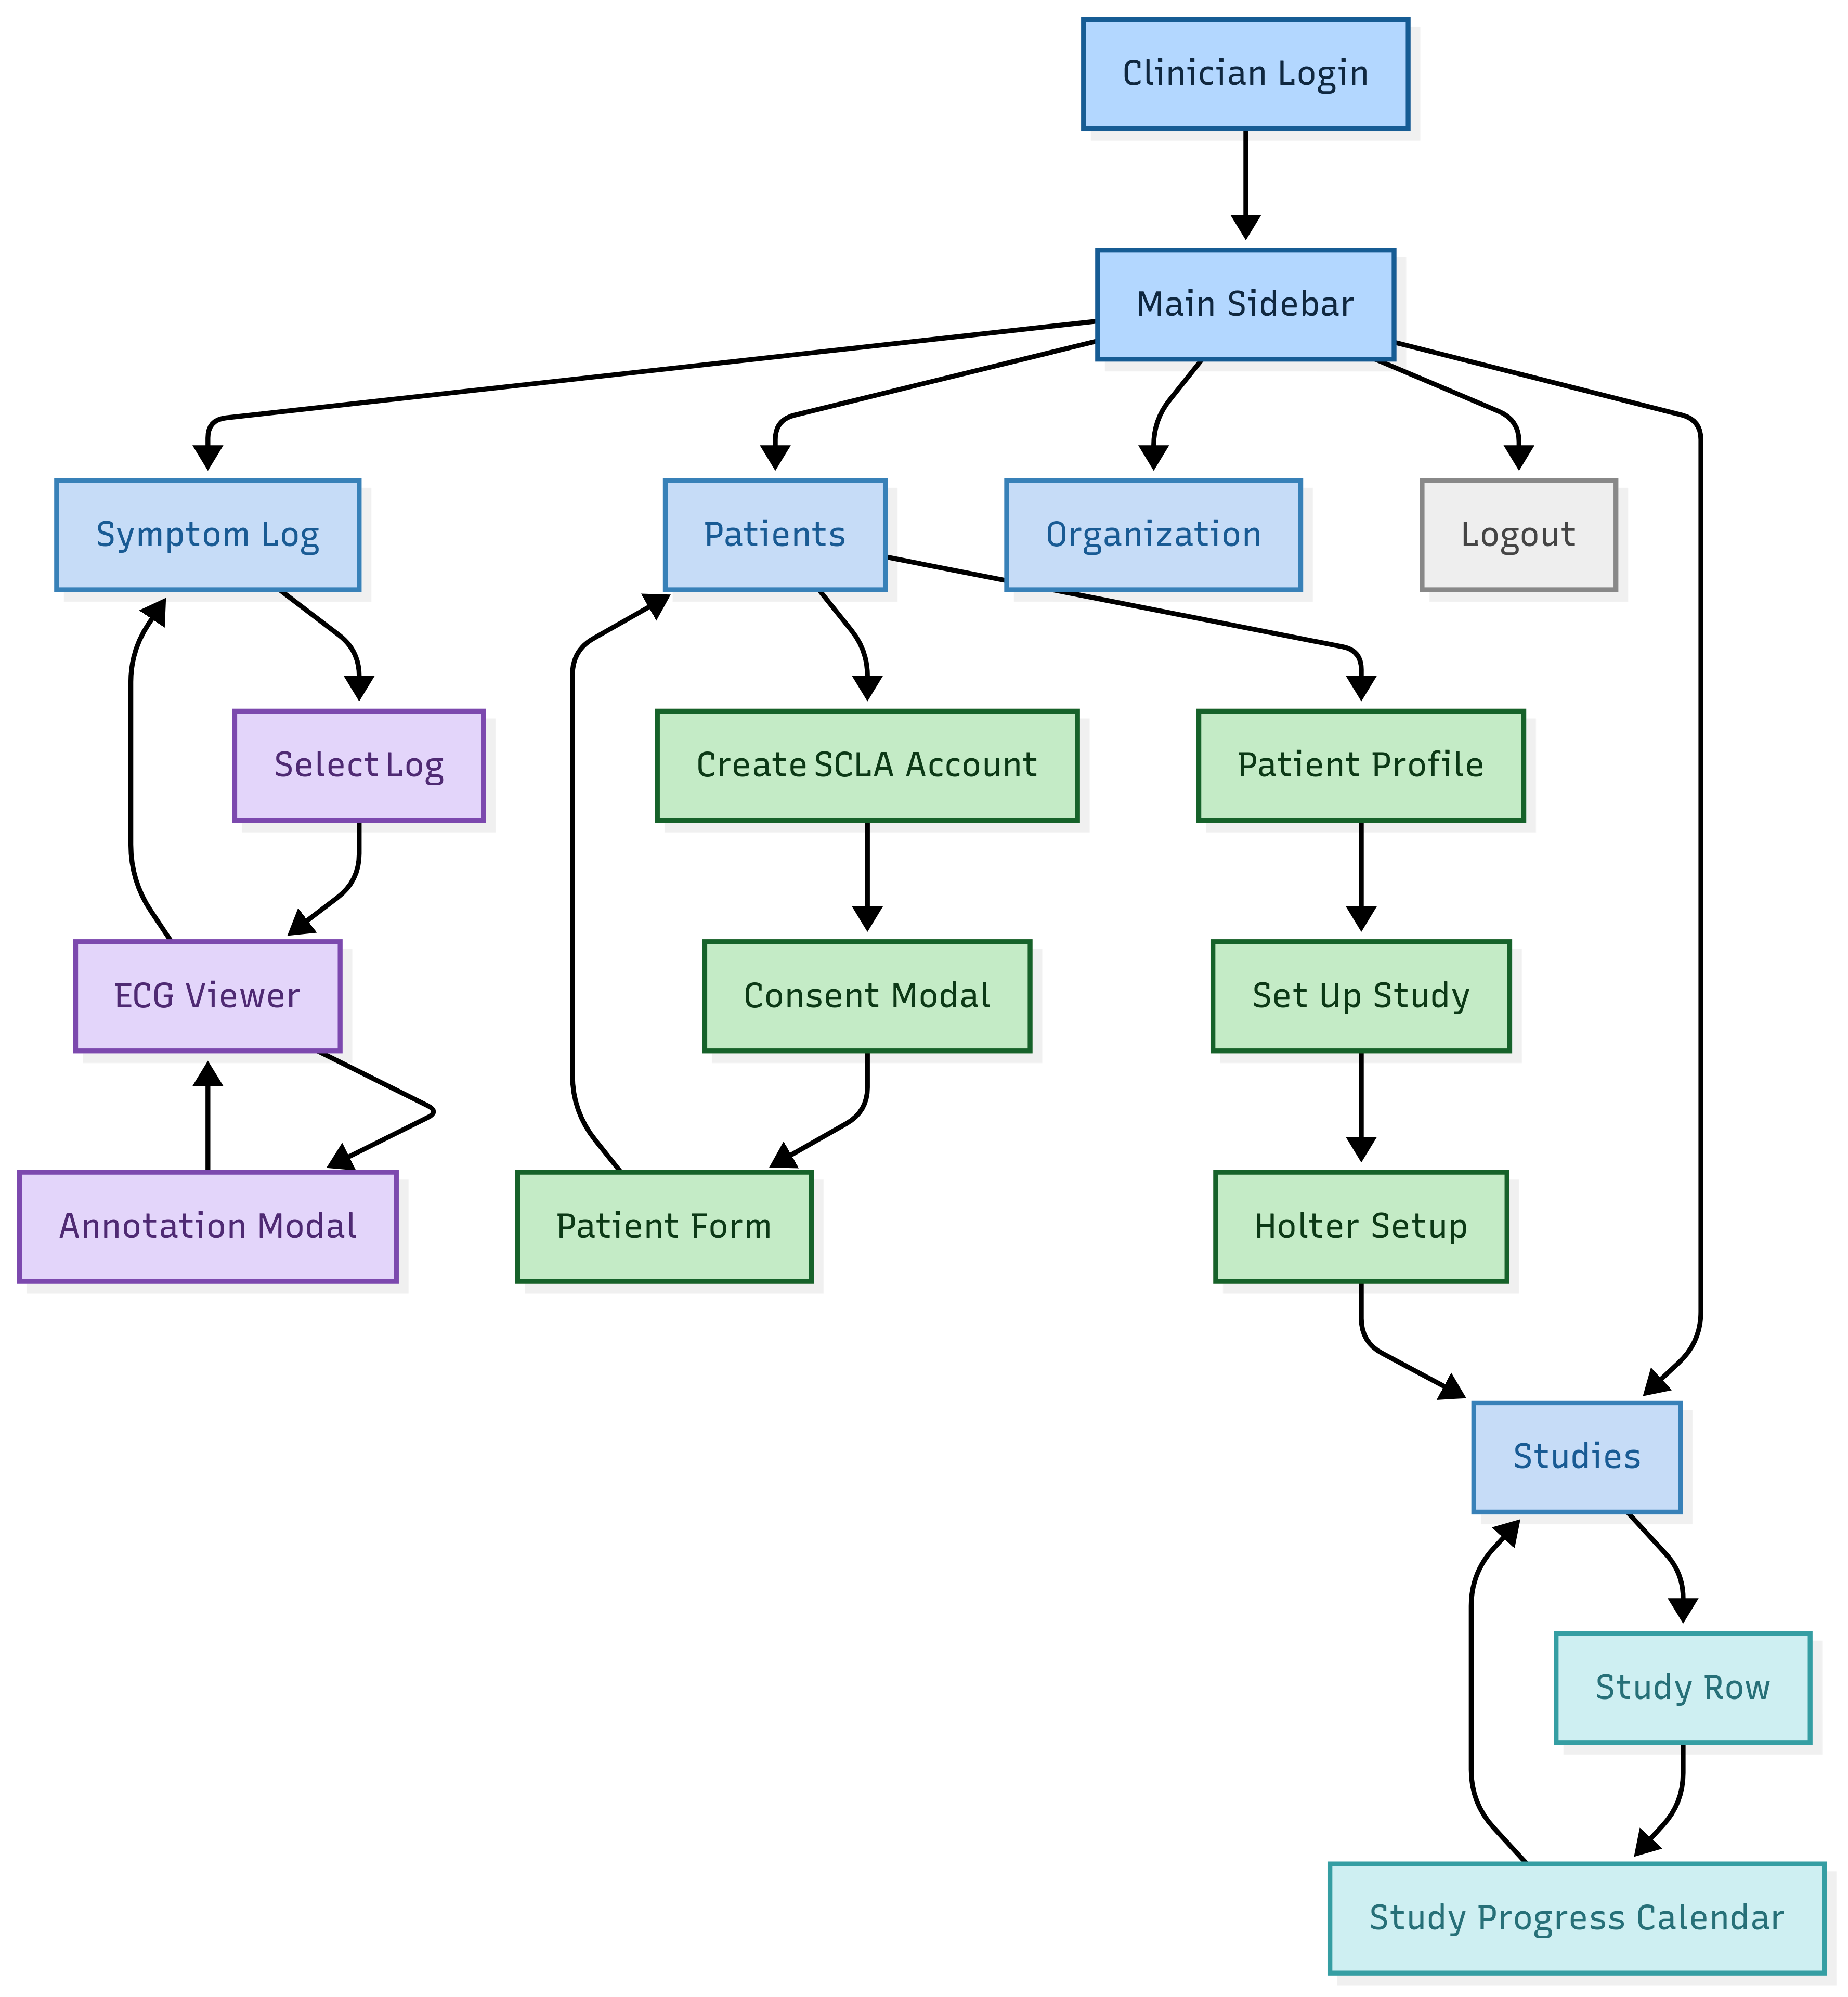 Clinician Login
Main Sidebar
Symptom Log
Patients
Organization
Logout
Select Log
Create SCLA Account
Patient Profile
ECG Viewer
Consent Modal
Set Up Study
Annotation Modal
Patient Form
Holter Setup
Studies
Study Row
Study Progress Calendar